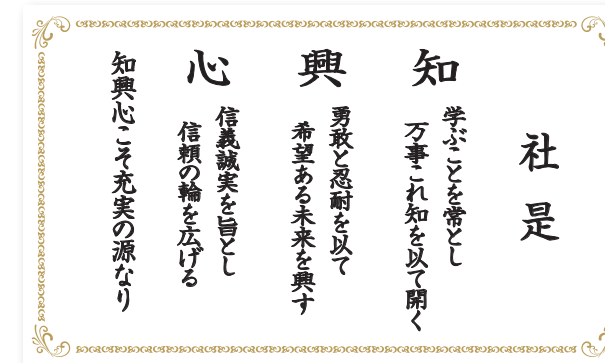 社是
知
学ぶことを常とし
万事これ知を以て開く
興
勇敢と忍耐を以て
希望ある未来を興す
心
信義誠実を旨とし
信頼の輪を広げる
知興心こそ充実の源なり